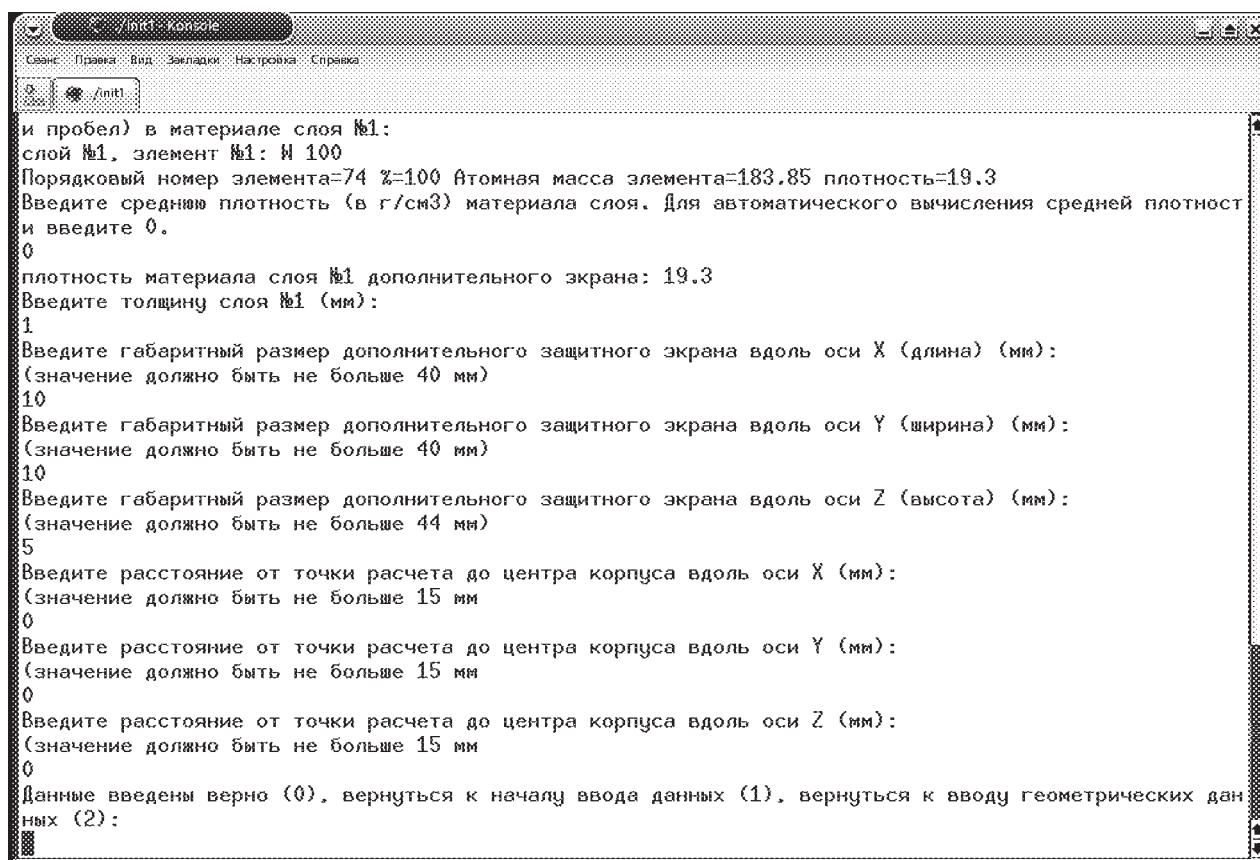 ./init1 - Konsole
Сеанс Правка Вид Закладки Настройка Справка
./init1
и пробел) в материале слоя №1:
слой №1, элемент №1: W 100
Порядковый номер элемента=74 %=100 Атомная масса элемента=183.85 плотность=19.3
Введите среднюю плотность (в г/см3) материала слоя. Для автоматического вычисления средней плотност
и введите 0.
0
плотность материала слоя №1 дополнительного экрана: 19.3
Введите толщину слоя №1 (мм):
1
Введите габаритный размер дополнительного защитного экрана вдоль оси X (длина) (мм):
(значение должно быть не больше 40 мм)
10
Введите габаритный размер дополнительного защитного экрана вдоль оси Y (ширина) (мм):
(значение должно быть не больше 40 мм)
10
Введите габаритный размер дополнительного защитного экрана вдоль оси Z (высота) (мм):
(значение должно быть не больше 44 мм)
5
Введите расстояние от точки расчета до центра корпуса вдоль оси X (мм):
(значение должно быть не больше 15 мм
0
Введите расстояние от точки расчета до центра корпуса вдоль оси Y (мм):
(значение должно быть не больше 15 мм
0
Введите расстояние от точки расчета до центра корпуса вдоль оси Z (мм):
(значение должно быть не больше 15 мм
0
Данные введены верно (0), вернуться к началу ввода данных (1), вернуться к вводу геометрических дан
ных (2):